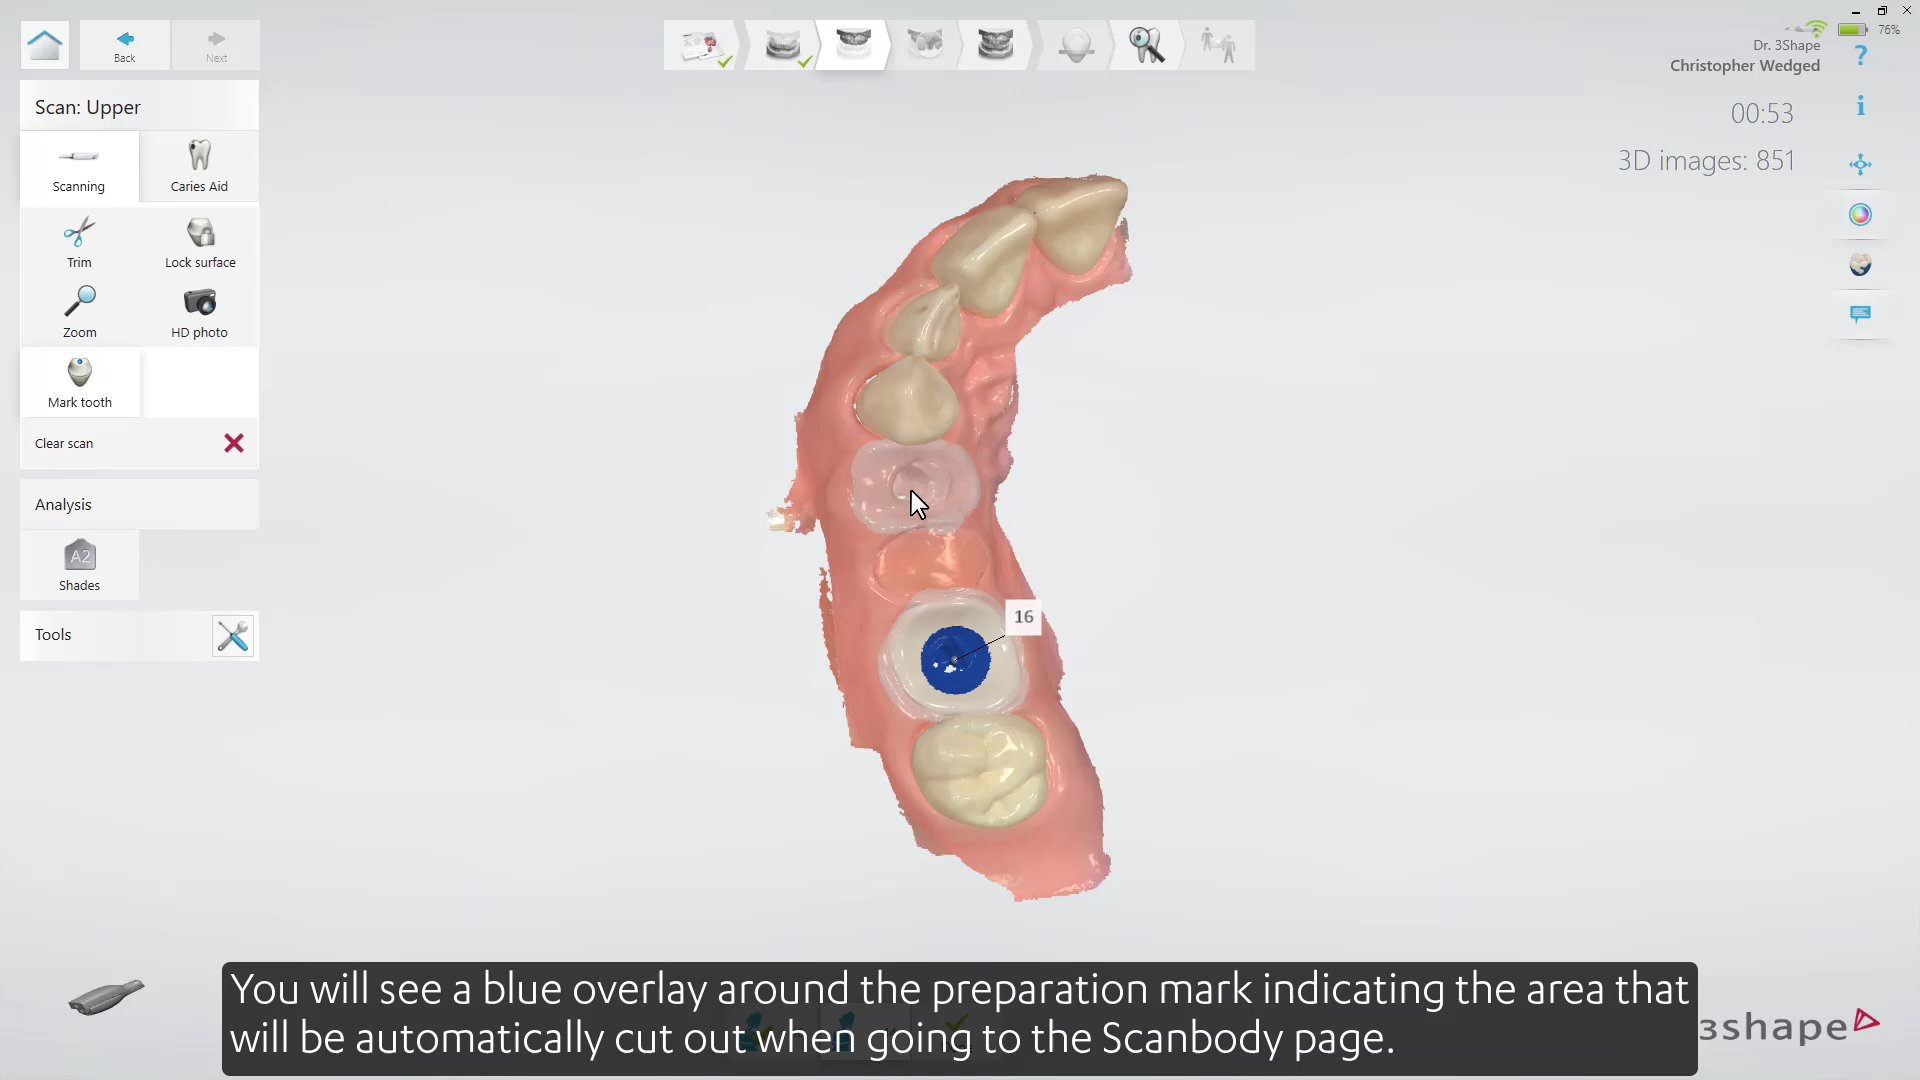 76%
Back
Next
Dr. 3Shape
Christopher Wedged
?
i
Scan: Upper
00:53
3D images: 851
Scanning
Caries Aid
Trim
Lock surface
Zoom
HD photo
Mark tooth
Clear scan
Analysis
A2
Shades
Tools
16
You will see a blue overlay around the preparation mark indicating the area that
will be automatically cut out when going to the Scanbody page.
3shape